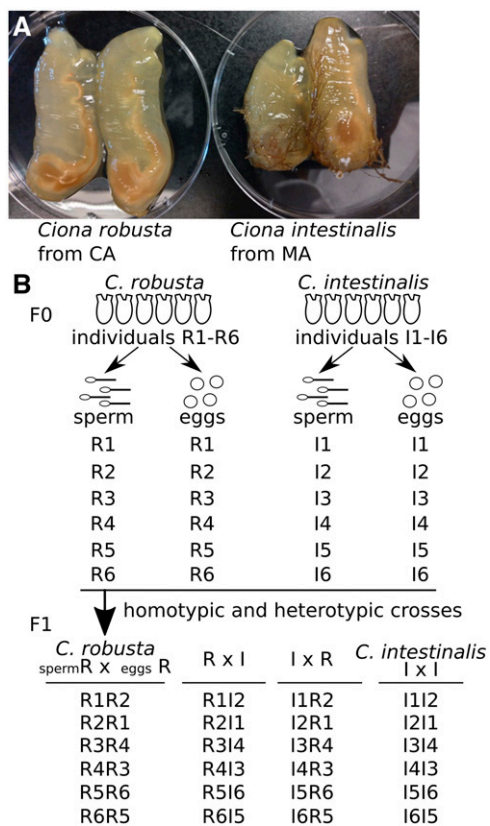 A
Ciona robusta Ciona intestinalis
from CA from MA
B
C. robusta C. intestinalis
F0
individuals R1-R6 individuals I1-I6
sperm eggs sperm eggs
R1 R1 I1 I1
R2 R2 I2 I2
R3 R3 I3 I3
R4 R4 I4 I4
R5 R5 I5 I5
R6 R6 I6 I6
homotypic and heterotypic crosses
F1
C. robusta R x I I x R C. intestinalis
spermR x eggs R I x I
R1R2 R1I2 I1R2 I1I2
R2R1 R2I1 I2R1 I2I1
R3R4 R3I4 I3R4 I3I4
R4R3 R4I3 I4R3 I4I3
R5R6 R5I6 I5R6 I5I6
R6R5 R6I5 I6R5 I6I5